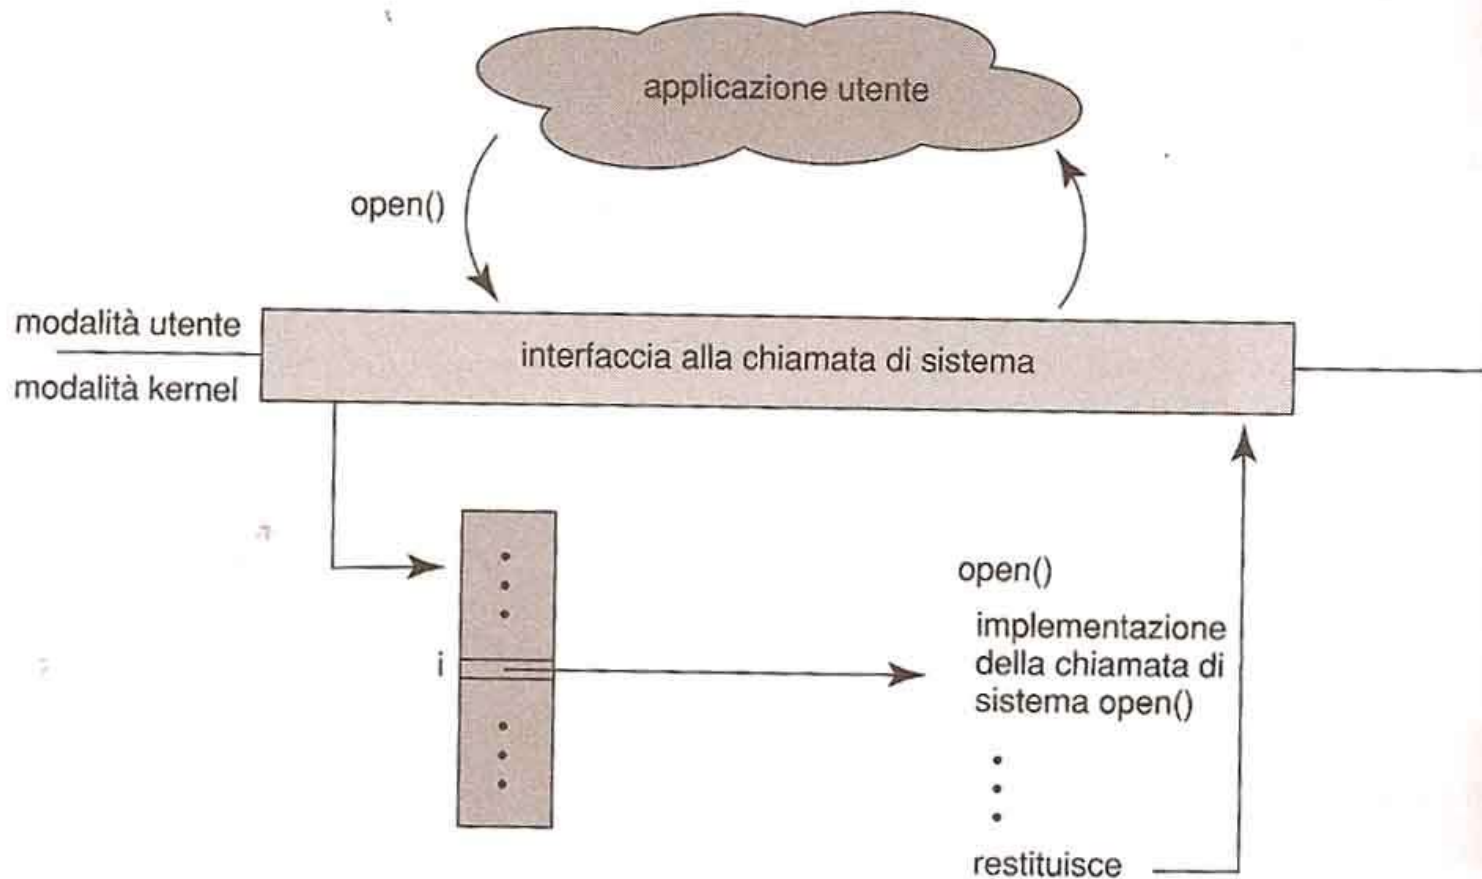 applicazione utente
open()
modalità utente
interfaccia alla chiamata di sistema
modalità kernel
i
open()
implementazione
della chiamata di
sistema open()
restituisce